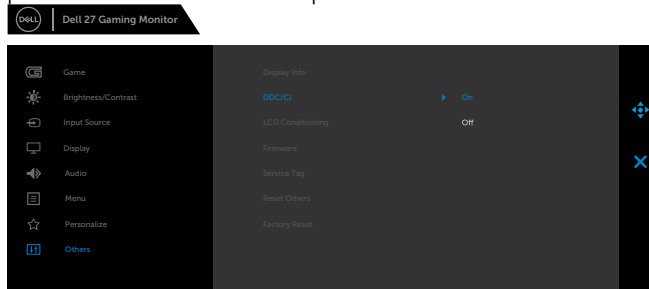 DELL Dell 27 Gaming Monitor
Game Display Info
Brightness/Contrast DDC/CI On
Input Source LCD Conditioning Off
Display Firmware
Audio Service Tag
Menu Reset Others
Personalize Factory Reset
Others